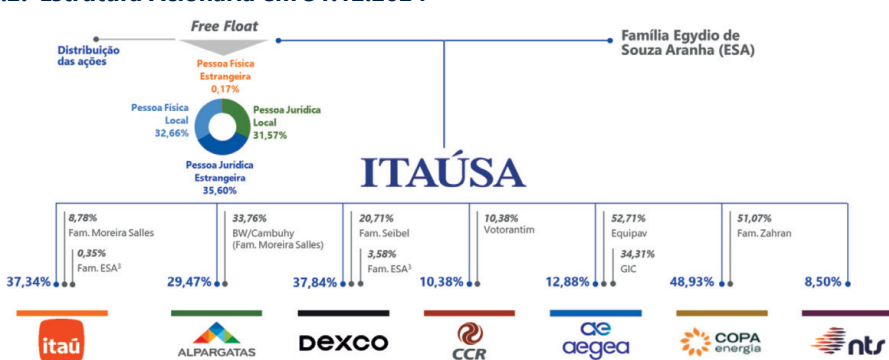 Free Float
Distribuição
das ações
Família Egydio de
Souza Aranha (ESA)
Pessoa Física
Estrangeira
0,17%
Pessoa Física
Local
32,66%
Pessoa Jurídica
Local
31,57%
Pessoa Jurídica
Estrangeira
35,60%
ITAÚSA
8,78%
Fam. Moreira Salles
0,35%
Fam. ESA³
37,34%
33,76%
BW/Cambuhy
(Fam. Moreira Salles)
29,47%
20,71%
Fam. Seibel
3,58%
Fam. ESA³
37,84%
10,38%
Votorantim
10,38%
52,71%
Equipav
34,31%
GIC
12,88%
51,07%
Fam. Zahran
48,93%
8,50%
itaú
ALPARGATAS
Dexco
CCR
ae
aegea
COPA
energia
nts